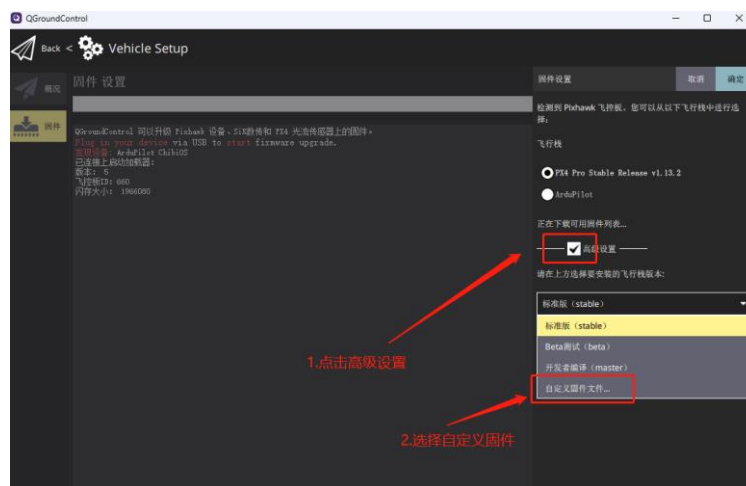 QGroundControl
Back < Vehicle Setup
概况
固件
固件 设置
QGroundControl 可以升级 Pixhawk 设备、SiK数传和 PX4 光流传感器上的固件。
Plug in your device via USB to start firmware upgrade.
发现设备: ArduPilot ChibiOS
已连接上启动加载器:
版本: 5
飞控板ID: 660
闪存大小: 1966080
固件设置
取消
确定
检测到 Pixhawk 飞控板。您可以从以下飞行栈中进行选
择:
飞行栈
PX4 Pro Stable Release v1.13.2
ArduPilot
正在下载可用固件列表...
高级设置
请在上方选择要安装的飞行栈版本:
标准版（stable）
标准版（stable）
Beta测试（beta）
开发者编译（master）
自定义固件文件...
1.点击高级设置
2.选择自定义固件